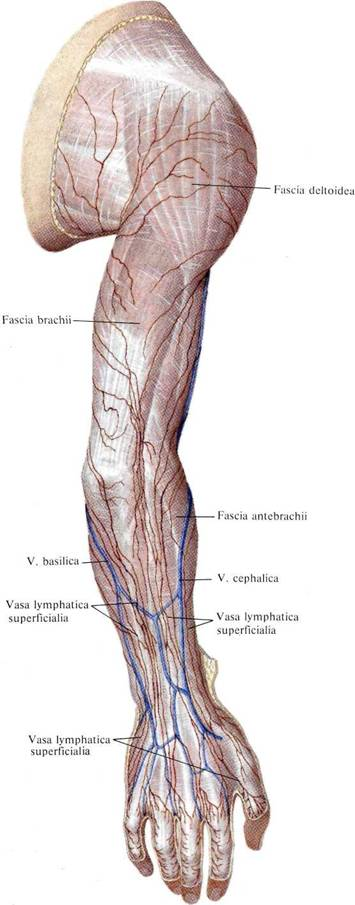 Fascia deltoidea
Fascia brachii
Fascia antebrachii
V. basilica
V. cephalica
Vasa lymphatica
superficialia
Vasa lymphatica
superficialia
Vasa lymphatica
superficialia